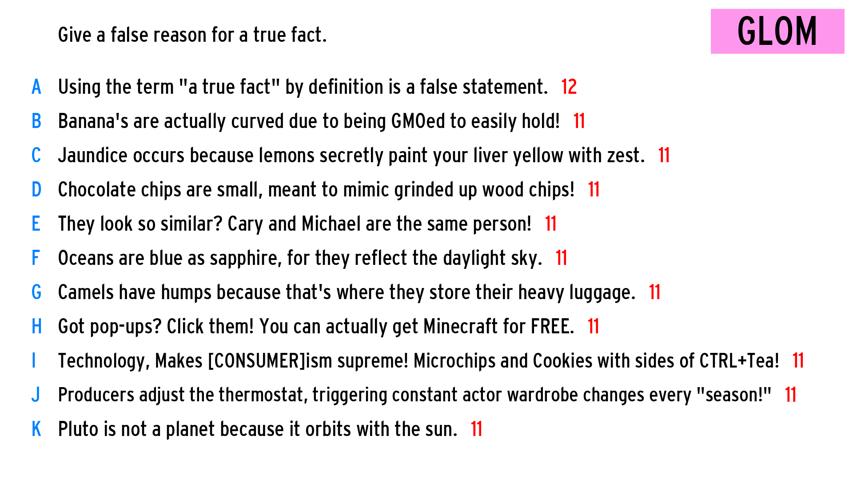 Give a false reason for a true fact.
GLOM
A Using the term "a true fact" by definition is a false statement. 12
B Banana's are actually curved due to being GMOed to easily hold! 11
C Jaundice occurs because lemons secretly paint your liver yellow with zest. 11
D Chocolate chips are small, meant to mimic grinded up wood chips! 11
E They look so similar? Cary and Michael are the same person! 11
F Oceans are blue as sapphire, for they reflect the daylight sky. 11
G Camels have humps because that's where they store their heavy luggage. 11
H Got pop-ups? Click them! You can actually get Minecraft for FREE. 11
I Technology, Makes [CONSUMER]ism supreme! Microchips and Cookies with sides of CTRL+Tea! 11
J Producers adjust the thermostat, triggering constant actor wardrobe changes every "season!" 11
K Pluto is not a planet because it orbits with the sun. 11